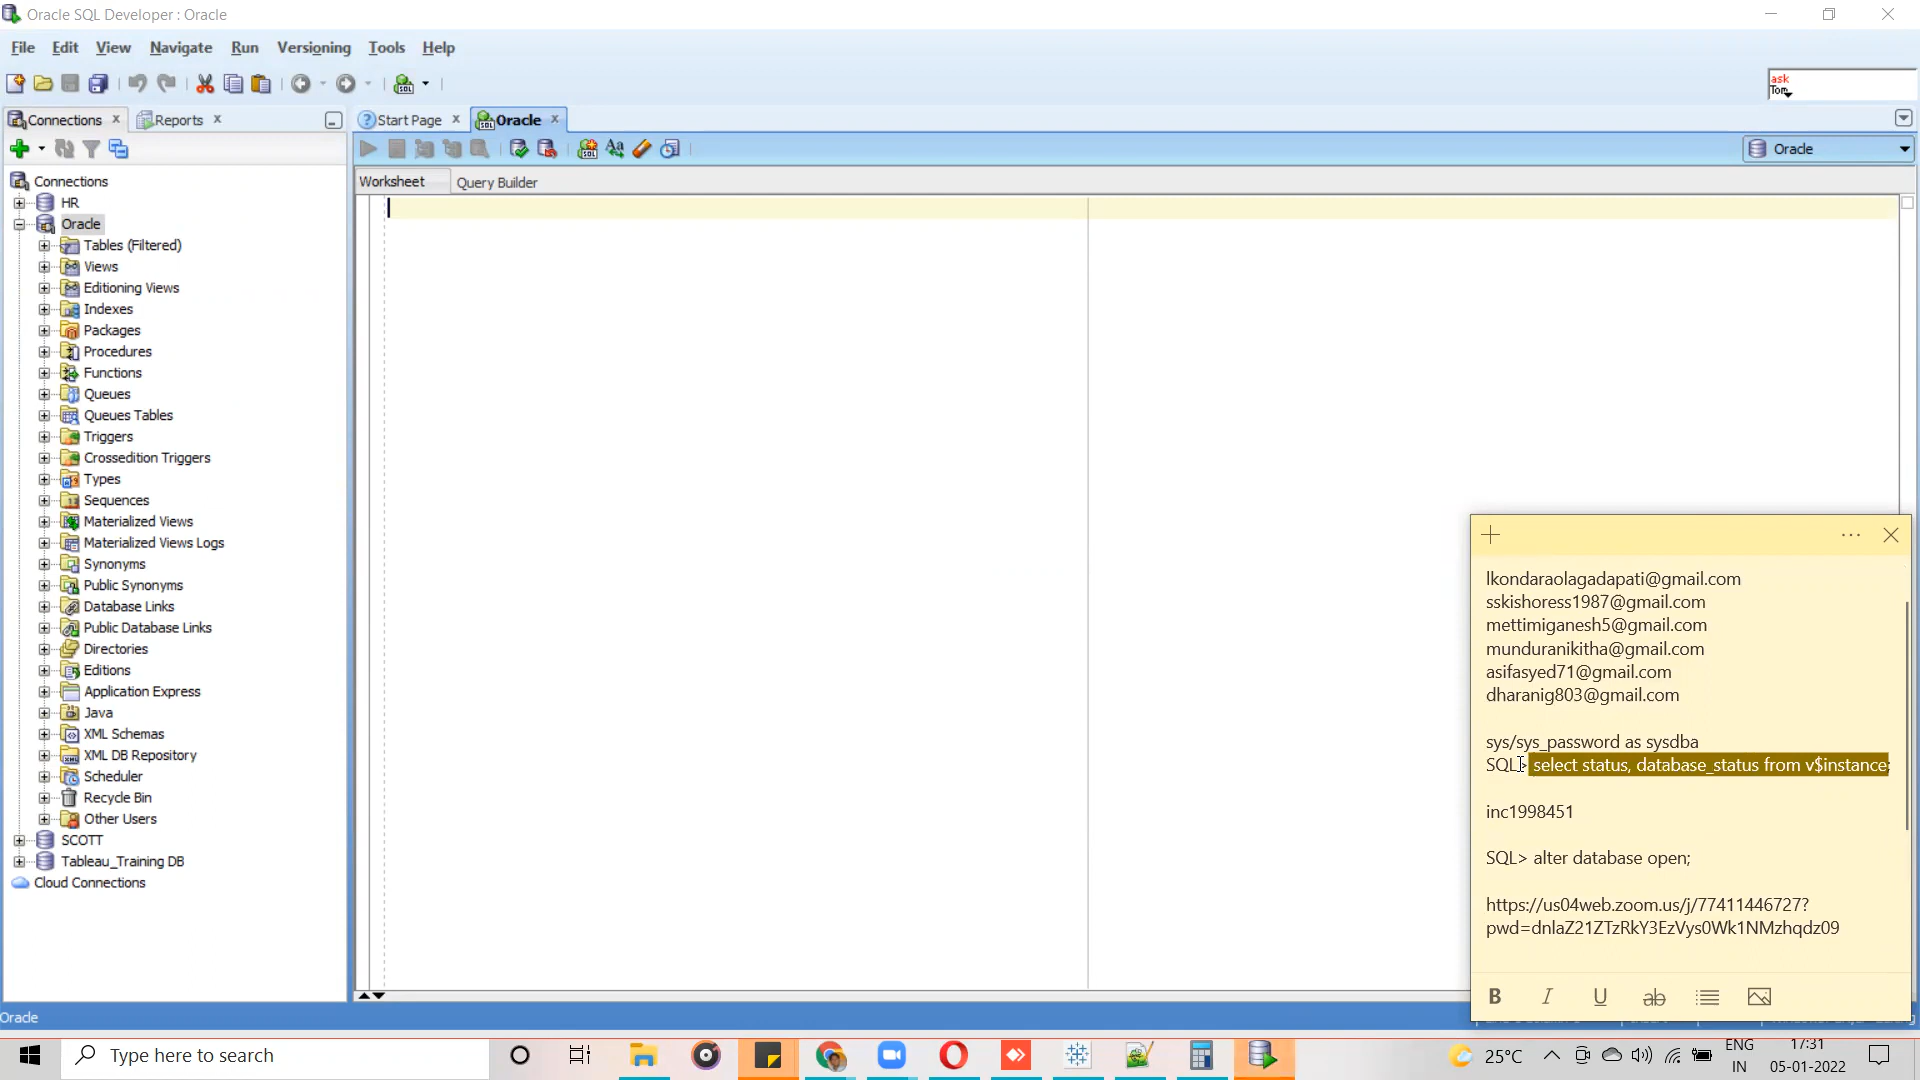 Oracle SQL Developer : Oracle
File Edit View Navigate Run Versioning Tools Help
ask
Tom
Connections Reports Start Page Oracle
Oracle
Worksheet Query Builder
Connections
HR
Oracle
Tables (Filtered)
Views
Editioning Views
Indexes
Packages
Procedures
Functions
Queues
Queues Tables
Triggers
Crossedition Triggers
Types
Sequences
Materialized Views
Materialized Views Logs
Synonyms
Public Synonyms
Database Links
Public Database Links
Directories
Editions
Application Express
Java
XML Schemas
XML DB Repository
Scheduler
Recycle Bin
Other Users
SCOTT
Tableau_Training DB
Cloud Connections
lkondaraolagadapati@gmail.com
sskishoress1987@gmail.com
mettimiganesh5@gmail.com
munduranikitha@gmail.com
asifasyed71@gmail.com
dharanig803@gmail.com
sys/sys_password as sysdba
SQL> select status, database_status from v$instance
inc1998451
SQL> alter database open;
https://us04web.zoom.us/j/77411446727?
pwd=dnlaZ21ZTzRkY3EzVys0Wk1NMzhqdz09
B I U ab
Oracle
Type here to search
25°C
ENG
IN
17:31
05-01-2022